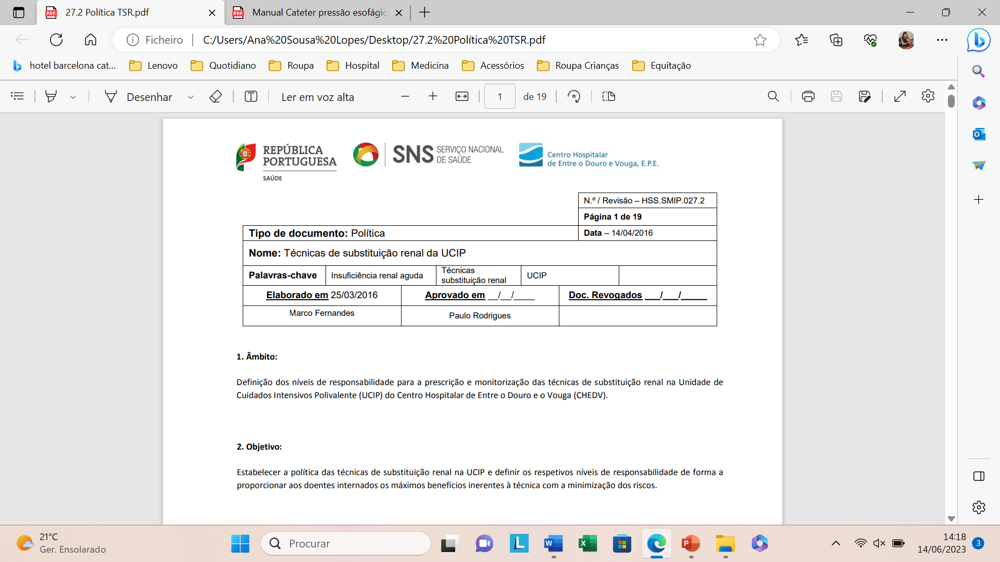 27.2 Política TSR.pdf
Manual Cateter pressão esofágic
Ficheiro
C:/Users/Ana%20Sousa%20Lopes/Desktop/27.2%20Política%20TSR.pdf
hotel barcelona cat... Lenovo Quotidiano Roupa Hospital Medicina Acessórios Roupa Crianças Equitação
Desenhar Ler em voz alta 1 de 19
REPÚBLICA
PORTUGUESA
SAÚDE
SNS SERVIÇO NACIONAL
DE SAÚDE
Centro Hospitalar
de Entre o Douro e Vouga, E.P.E.
N.º / Revisão – HSS.SMIP.027.2
Página 1 de 19
Tipo de documento: Política
Data – 14/04/2016
Nome: Técnicas de substituição renal da UCIP
Palavras-chave
Insuficiência renal aguda
Técnicas
substituição renal
UCIP
Elaborado em 25/03/2016
Aprovado em __/__/____
Doc. Revogados ___/___/_____
Marco Fernandes
Paulo Rodrigues
1. Âmbito:
Definição dos níveis de responsabilidade para a prescrição e monitorização das técnicas de substituição renal na Unidade de
Cuidados Intensivos Polivalente (UCIP) do Centro Hospitalar de Entre o Douro e o Vouga (CHEDV).
2. Objetivo:
Estabelecer a política das técnicas de substituição renal na UCIP e definir os respetivos níveis de responsabilidade de forma a
proporcionar aos doentes internados os máximos benefícios inerentes à técnica com a minimização dos riscos.
21°C
Ger. Ensolarado
Procurar
14:18
14/06/2023
3